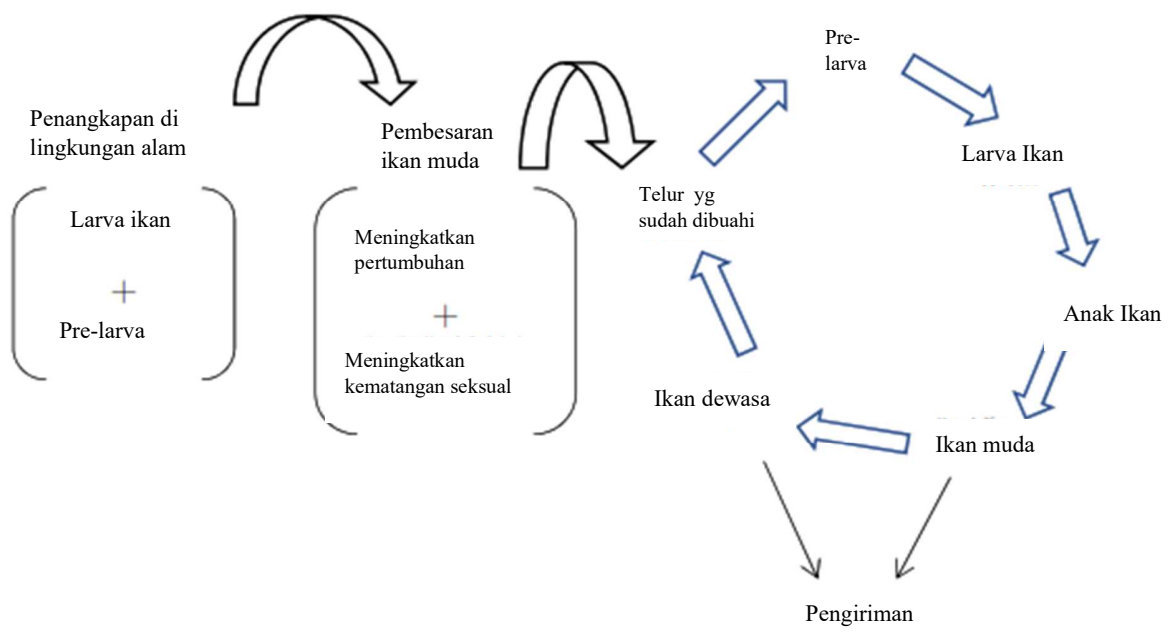 Penangkapan di
lingkungan alam
Larva ikan
+
Pre-larva
Pembesaran
ikan muda
Meningkatkan
pertumbuhan
+
Meningkatkan
kematangan seksual
Telur yg
sudah dibuahi
Pre-
larva
Larva Ikan
Anak Ikan
Ikan muda
Ikan dewasa
Pengiriman